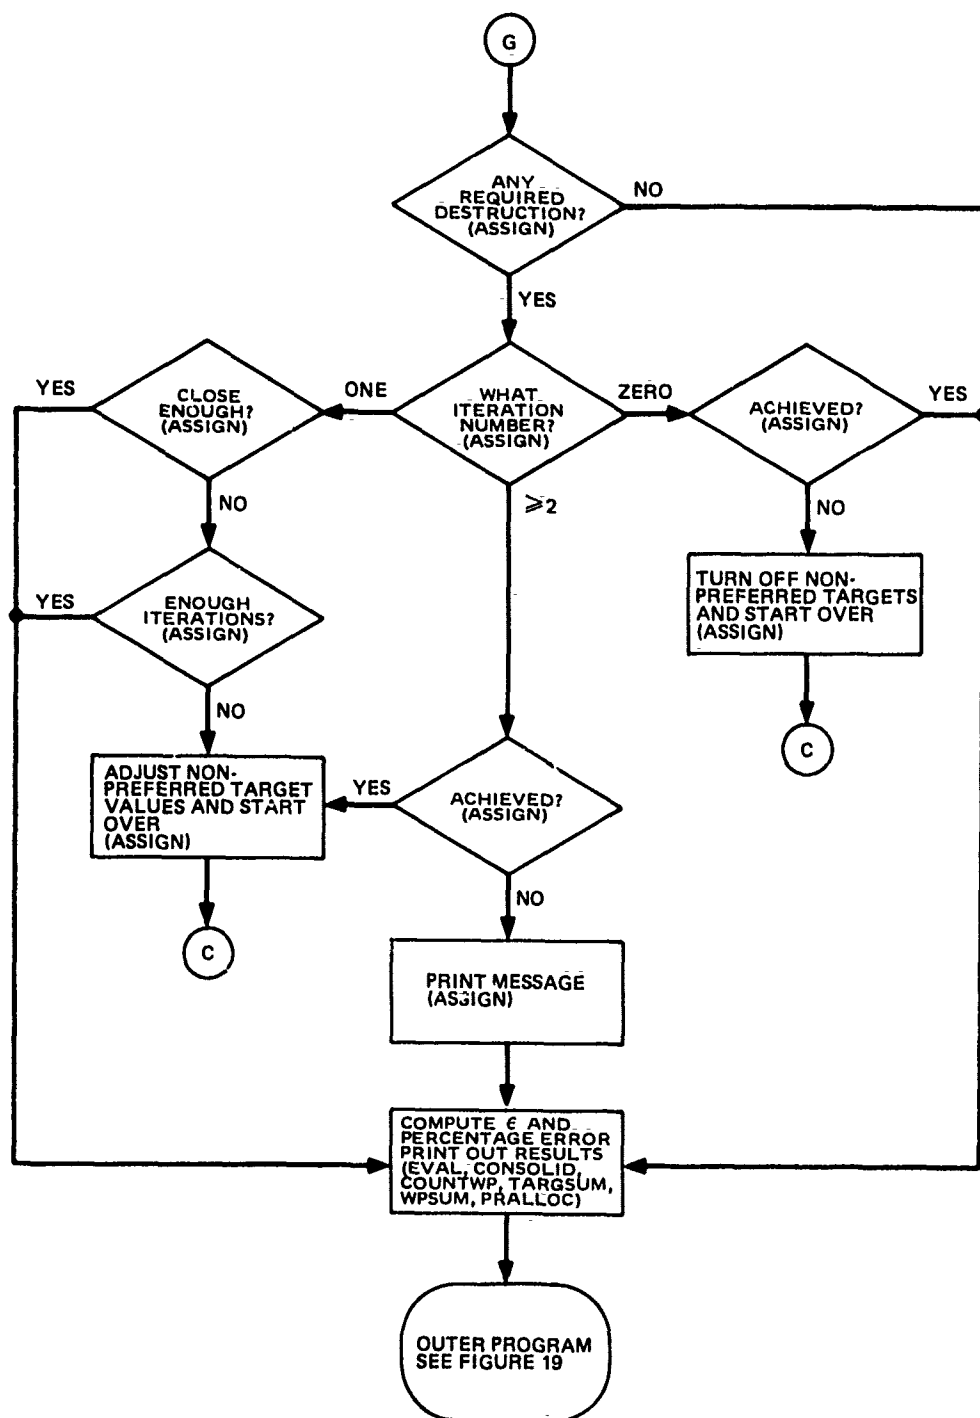 G
ANY
REQUIRED
DESTRUCTION?
(ASSIGN)
NO
YES
YES
CLOSE
ENOUGH?
(ASSIGN)
ONE
WHAT
ITERATION
NUMBER?
(ASSIGN)
ZERO
ACHIEVED?
(ASSIGN)
YES
NO
≥2
NO
YES
ENOUGH
ITERATIONS?
(ASSIGN)
TURN OFF NON-
PREFERRED TARGETS
AND START OVER
(ASSIGN)
NO
C
ADJUST NON-
PREFERRED TARGET
VALUES AND START
OVER
(ASSIGN)
YES
ACHIEVED?
(ASSIGN)
NO
C
PRINT MESSAGE
(ASSIGN)
COMPUTE ϵ AND
PERCENTAGE ERROR
PRINT OUT RESULTS
(EVAL, CONSOLID,
COUNTWP, TARGSUM,
WPSUM, PRALLOC)
OUTER PROGRAM
SEE FIGURE 19